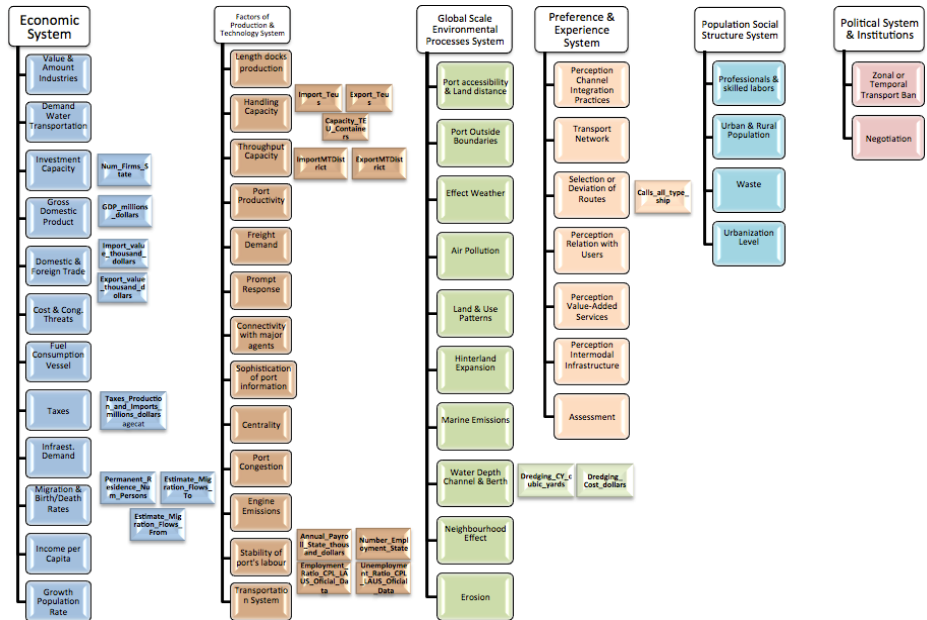 Economic
System
Value &
Amount
Industries
Demand
Water
Transportation
Investment
Capacity
Num_Firms_S
tate
Gross
Domestic
Product
GDP_millions
_dollars
Domestic &
Foreign Trade
Import_valu
e_thousand_
dollars
Export_value
_thousand_d
ollars
Cost & Cong.
Threats
Fuel
Consumption
Vessel
Taxes
Taxes_Production
n_and_Imports_
millions_dollars
agecat
Infraest.
Demand
Migration &
Birth/Death
Rates
Permanent_R
esidence_Nu
m_Persons
Estimate_Mig
ration_Flows_
To
Estimate_Mig
ration_Flows_
From
Income per
Capita
Growth
Population
Rate
Factors of
Production &
Technology System
Length docks
production
Handling
Capacity
Import_Teu
s
Export_Teu
s
Capacity_TE
U_Containe
rs
Throughput
Capacity
ImportMTDist
rict
ExportMTDist
rict
Port
Productivity
Freight
Demand
Prompt
Response
Connectivity
with major
agents
Sophistication
of port
information
Centrality
Port
Congestion
Engine
Emissions
Stability of
port's labour
Annual_Payro
ll_State_thous
and_dollars
Number_Empl
oyment_State
Employment_
Ratio_CPL_LA
US_Oficial_Da
ta
Unemployme
nt_Ratio_CPL
_LAUS_Oficial
_Data
Transportatio
n System
Global Scale
Environmental
Processes System
Port accessibility
& Land distance
Port Outside
Boundaries
Effect Weather
Air Pollution
Land & Use
Patterns
Hinterland
Expansion
Marine Emissions
Water Depth
Channel & Berth
Dredging_CY_c
ubic_yards
Dredging_
Cost_dollars
Neighbourhood
Effect
Erosion
Preference &
Experience
System
Perception
Channel
Integration
Practices
Transport
Network
Selection or
Deviation of
Routes
Calls_all_type_
ship
Perception
Relation with
Users
Perception
Value-Added
Services
Perception
Intermodal
Infrastructure
Assessment
Population Social
Structure System
Professionals &
skilled labors
Urban & Rural
Population
Waste
Urbanization
Level
Political System
& Institutions
Zonal or
Temporal
Transport Ban
Negotiation